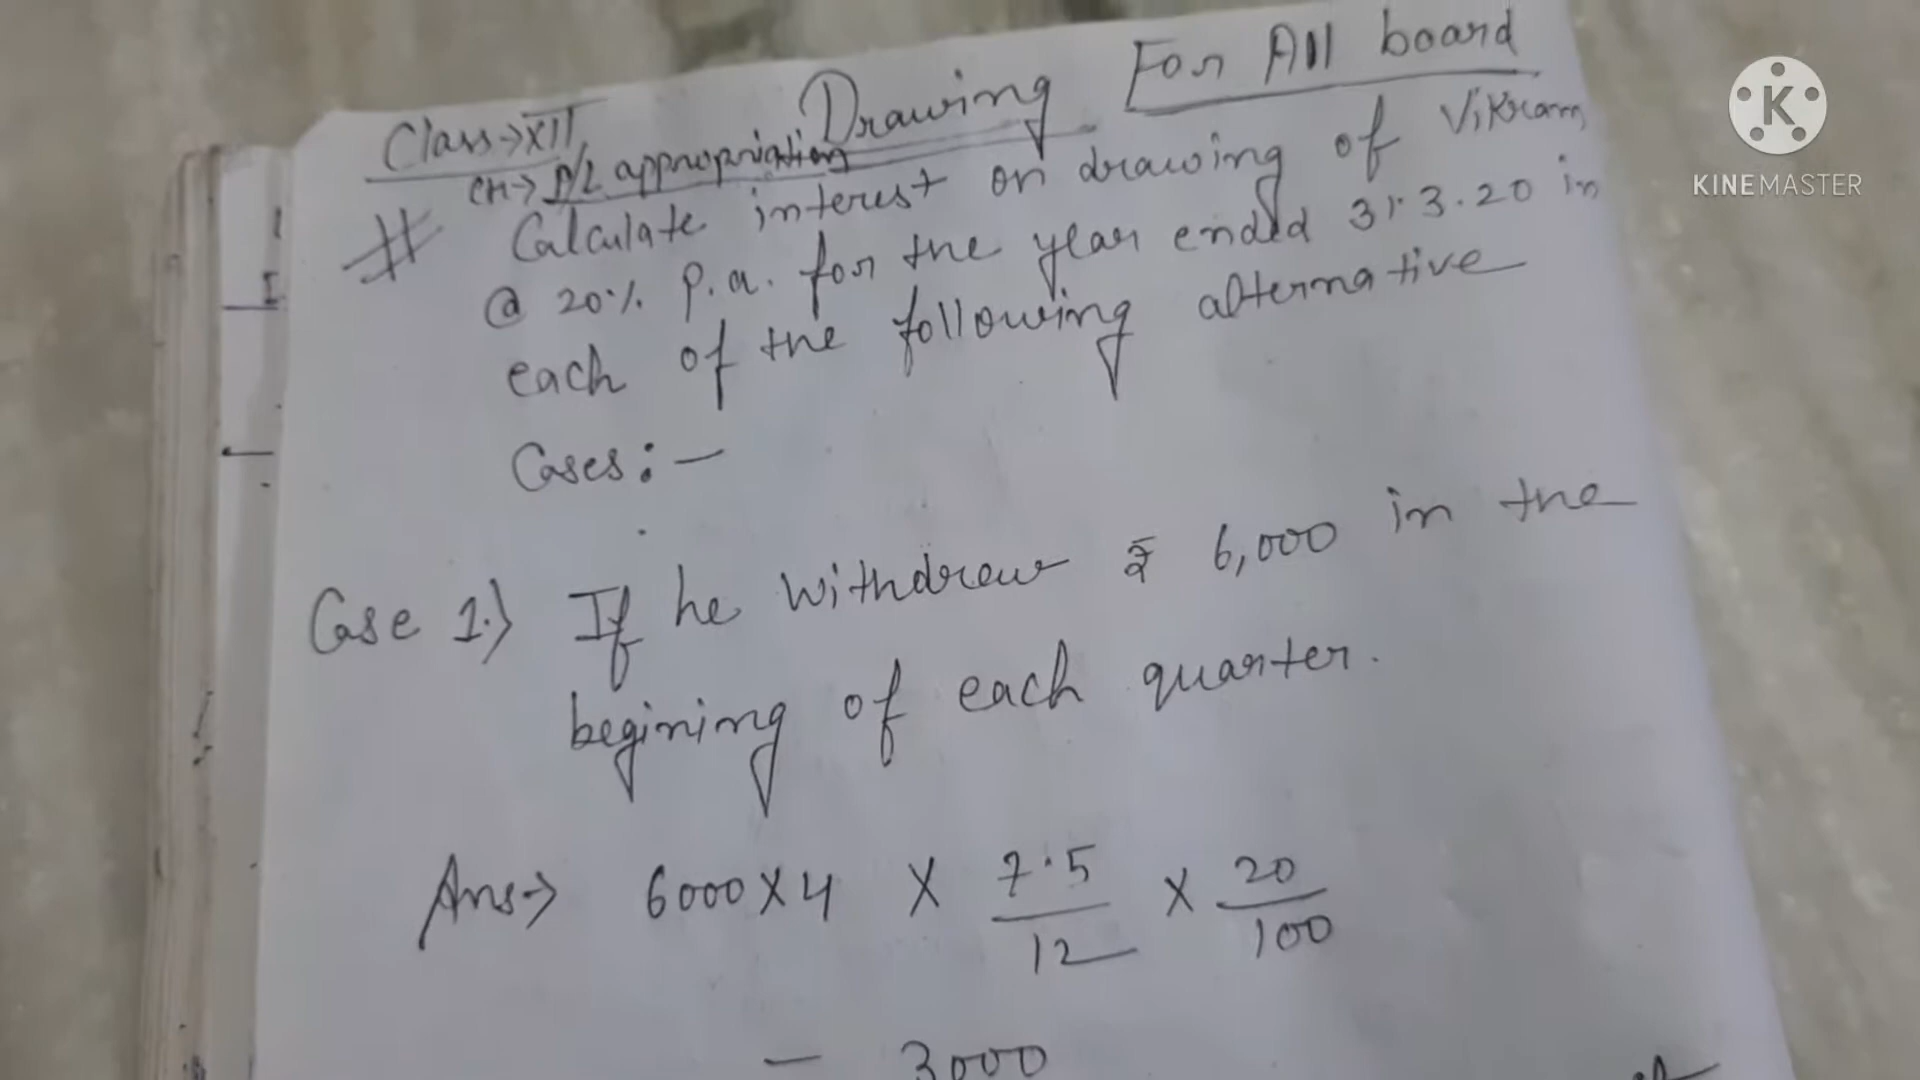 Class->XII, Drawing For All board
CH-> P/L appropriation
# Calculate interest on drawing of Vikram
@ 20% P.a. for the year ended 31.3.20 in
each of the following alternative
Cases:-
Case 1.) If he withdrew ₹ 6,000 in the
begining of each quarter.
Ans-> 6000 X 4 X 7.5/12 X 20/100
- 3000
K
KINEMASTER